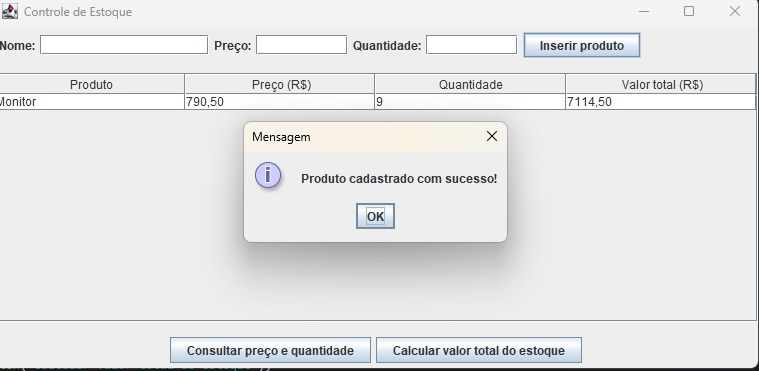 Controle de Estoque
Nome: Preço: Quantidade: Inserir produto
Produto Preço (R$) Quantidade Valor total (R$)
Monitor 790,50 9 7114,50
Mensagem
Produto cadastrado com sucesso!
OK
Consultar preço e quantidade Calcular valor total do estoque